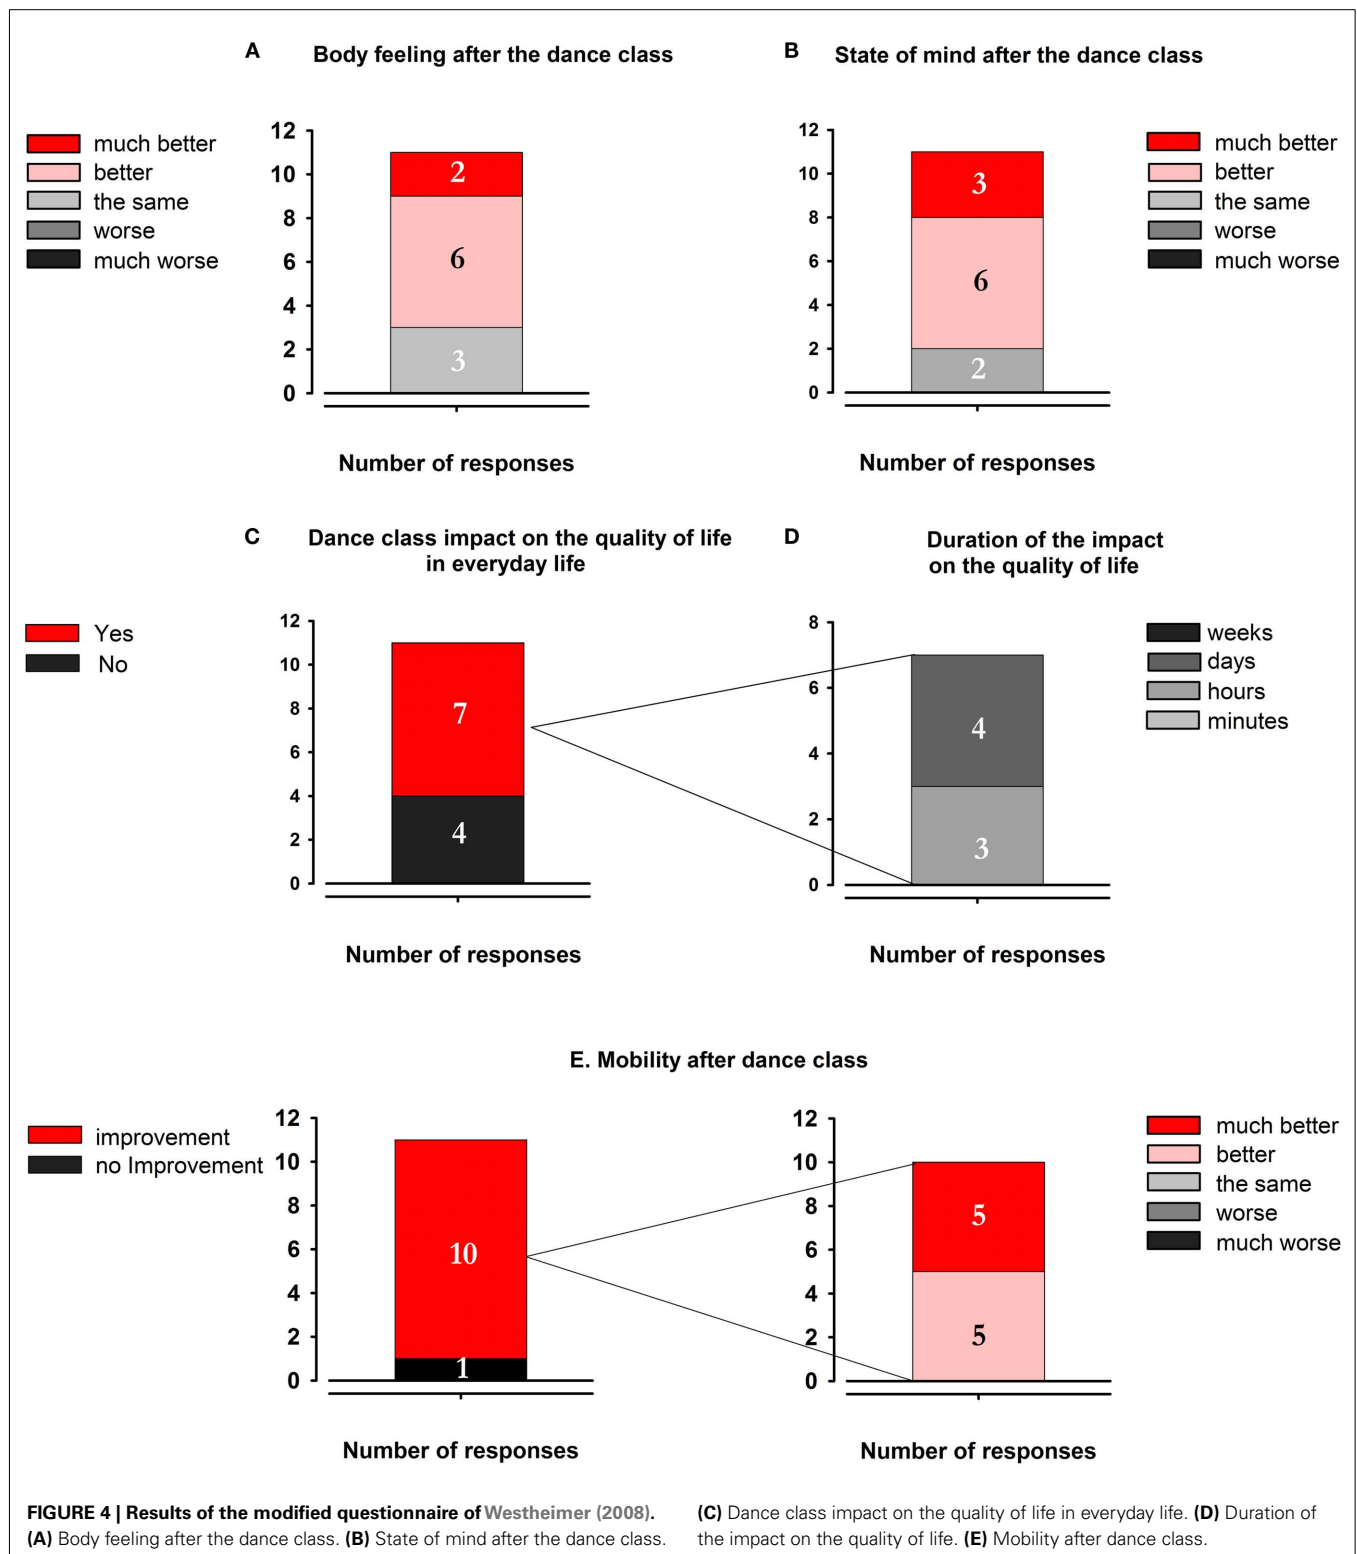 A Body feeling after the dance class
much better
better
the same
worse
much worse
12
10
8
6
4
2
0
2
6
3
Number of responses
B State of mind after the dance class
12
10
8
6
4
2
0
3
6
2
much better
better
the same
worse
much worse
Number of responses
C Dance class impact on the quality of life
in everyday life
Yes
No
12
10
8
6
4
2
0
7
4
Number of responses
D Duration of the impact
on the quality of life
8
6
4
2
0
4
3
weeks
days
hours
minutes
Number of responses
E. Mobility after dance class
improvement
no Improvement
12
10
8
6
4
2
0
10
1
Number of responses
12
10
8
6
4
2
0
5
5
much better
better
the same
worse
much worse
Number of responses
FIGURE 4 | Results of the modified questionnaire of Westheimer (2008).
(A) Body feeling after the dance class. (B) State of mind after the dance class.
(C) Dance class impact on the quality of life in everyday life. (D) Duration of
the impact on the quality of life. (E) Mobility after dance class.